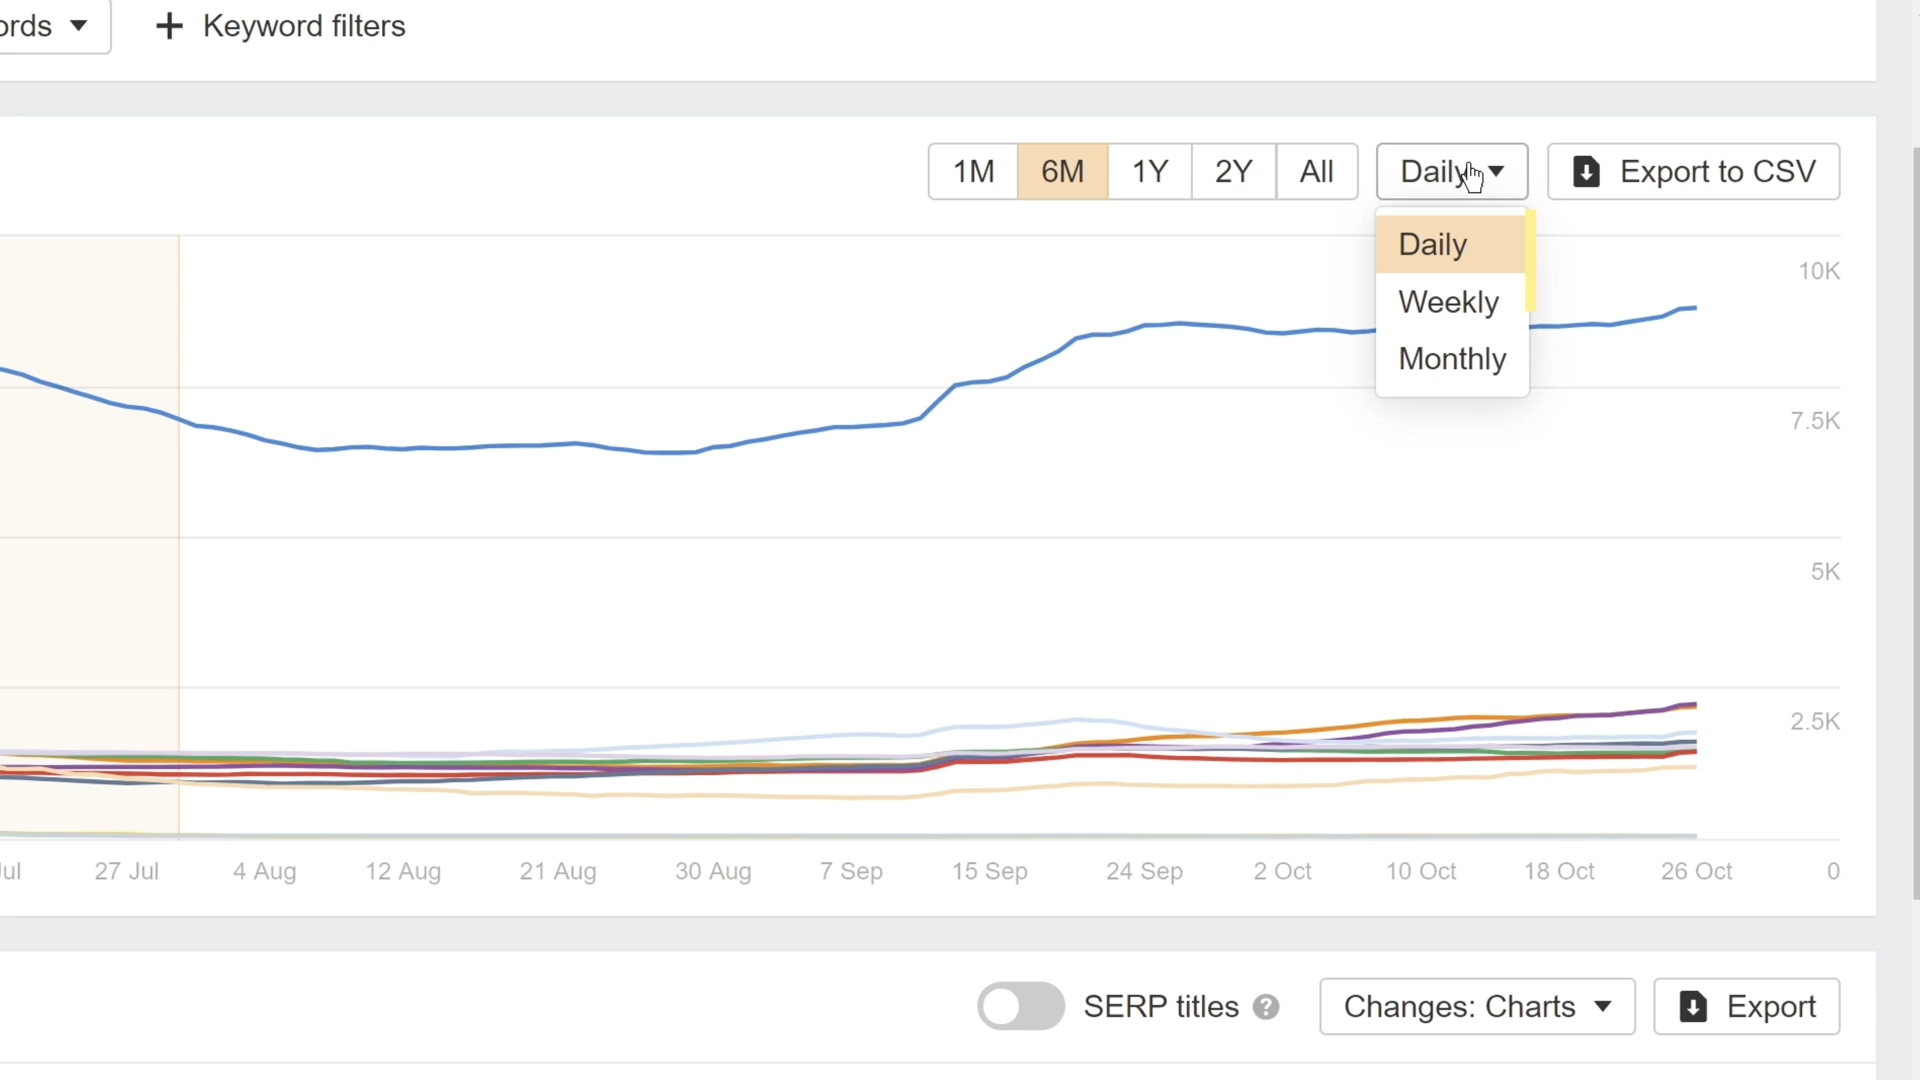 ords
Keyword filters
1M 6M 1Y 2Y All Daily Export to CSV
Daily
Weekly
Monthly
10K
7.5K
5K
2.5K
Jul 27 Jul 4 Aug 12 Aug 21 Aug 30 Aug 7 Sep 15 Sep 24 Sep 2 Oct 10 Oct 18 Oct 26 Oct 0
SERP titles ? Changes: Charts Export